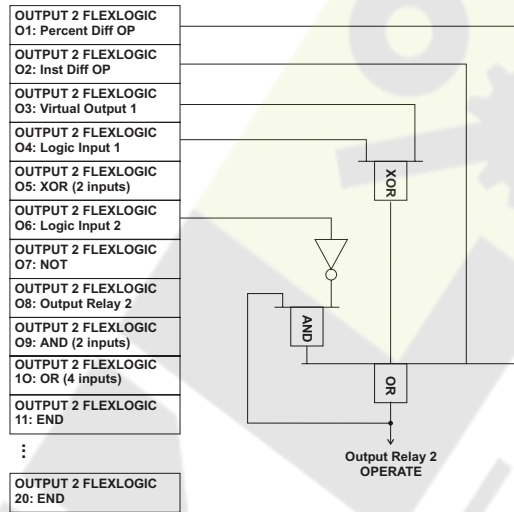 OUTPUT 2 FLEXLOGIC
O1: Percent Diff OP
OUTPUT 2 FLEXLOGIC
O2: Inst Diff OP
OUTPUT 2 FLEXLOGIC
O3: Virtual Output 1
OUTPUT 2 FLEXLOGIC
O4: Logic Input 1
OUTPUT 2 FLEXLOGIC
O5: XOR (2 inputs)
OUTPUT 2 FLEXLOGIC
O6: Logic Input 2
OUTPUT 2 FLEXLOGIC
O7: NOT
OUTPUT 2 FLEXLOGIC
O8: Output Relay 2
OUTPUT 2 FLEXLOGIC
O9: AND (2 inputs)
OUTPUT 2 FLEXLOGIC
1O: OR (4 inputs)
OUTPUT 2 FLEXLOGIC
11: END
⋮
OUTPUT 2 FLEXLOGIC
20: END
XOR
AND
OR
Output Relay 2
OPERATE